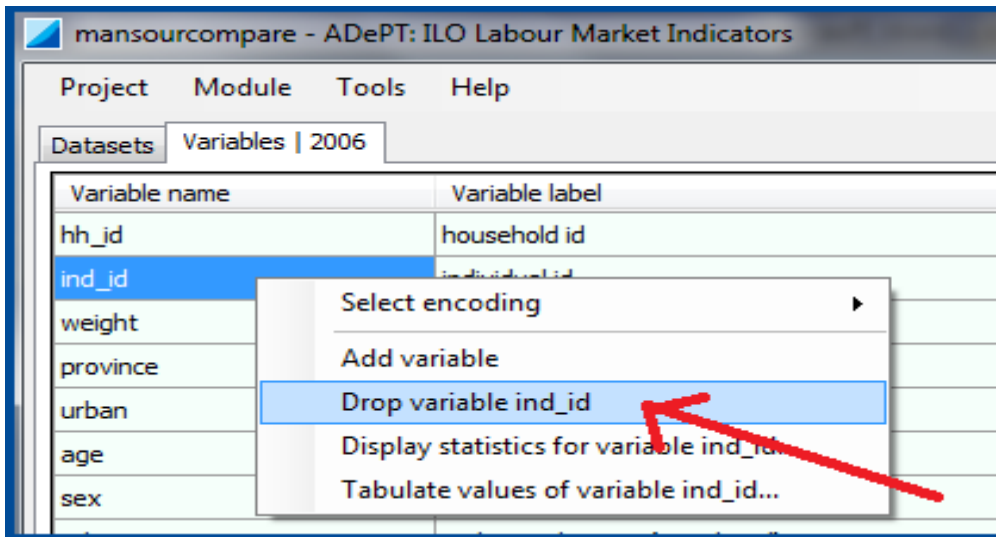 mansourcompare - ADePT: ILO Labour Market Indicators
Project Module Tools Help
Datasets Variables | 2006
Variable name Variable label
hh_id household id
ind_id individual id
Select encoding
weight
Add variable
province
Drop variable ind_id
urban
Display statistics for variable ind_id...
age
Tabulate values of variable ind_id...
sex